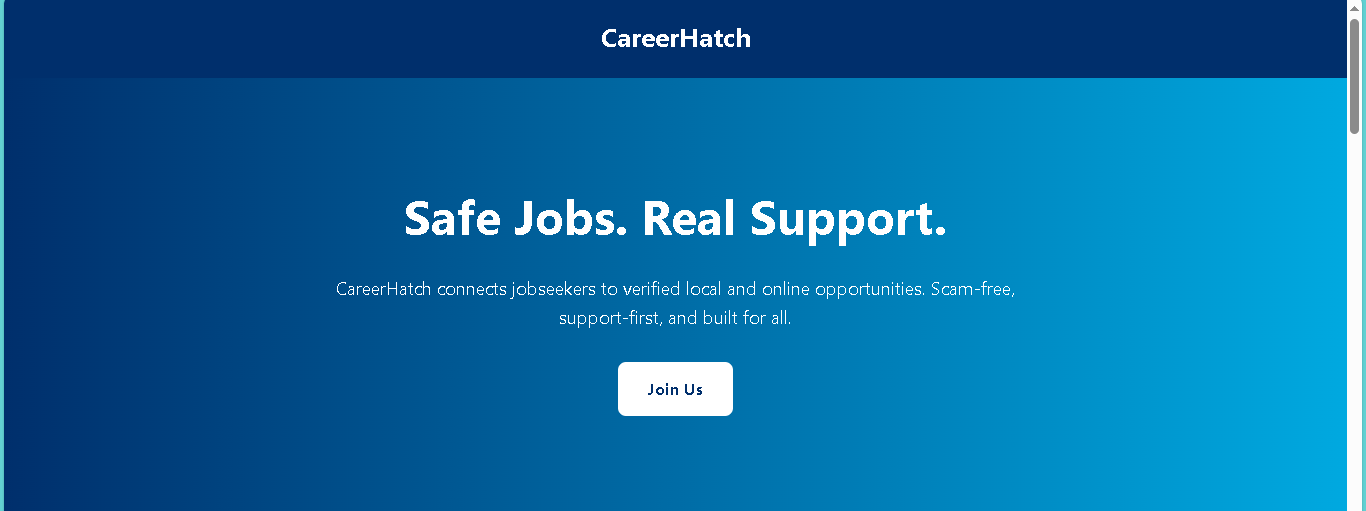 CareerHatch
Safe Jobs. Real Support.
CareerHatch connects jobseekers to verified local and online opportunities. Scam-free,
support-first, and built for all.
Join Us